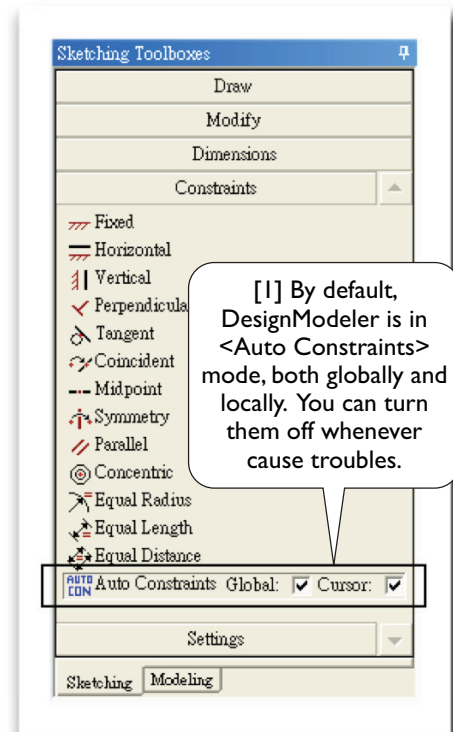 Sketching Toolboxes
Draw
Modify
Dimensions
Constraints
Fixed
Horizontal
Vertical
Perpendicula
Tangent
Coincident
Midpoint
Symmetry
Parallel
Concentric
Equal Radius
Equal Length
Equal Distance
AUTO CON Auto Constraints Global: Cursor:
Settings
Sketching Modeling
[1] By default,
DesignModeler is in
<Auto Constraints>
mode, both globally and
locally. You can turn
them off whenever
cause troubles.